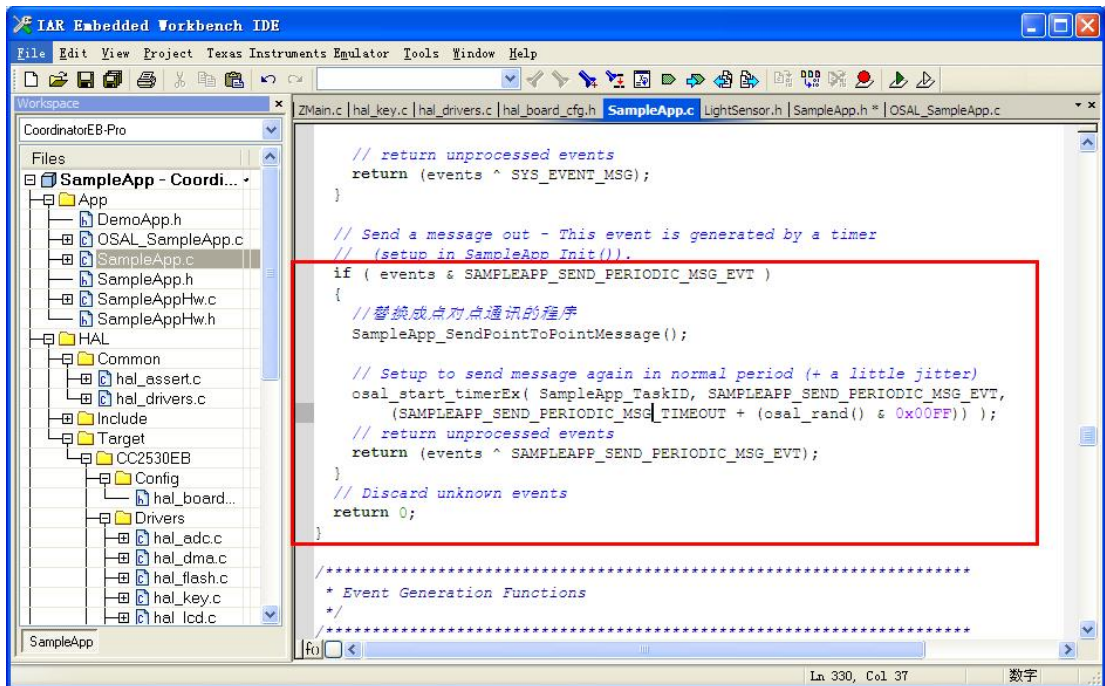 IAR Embedded Workbench IDE
File Edit View Project Texas Instruments Emulator Tools Window Help
Workspace
ZMain.c | hal_key.c | hal_drivers.c | hal_board_cfg.h SampleApp.c LightSensor.h | SampleApp.h * | OSAL_SampleApp.c
CoordinatorEB-Pro
Files
SampleApp - Coordi...
App
DemoApp.h
OSAL_SampleApp.c
SampleApp.c
SampleApp.h
SampleAppHw.c
SampleAppHw.h
HAL
Common
hal_assert.c
hal_drivers.c
Include
Target
CC2530EB
Config
hal_board...
Drivers
hal_adc.c
hal_dma.c
hal_flash.c
hal_key.c
hal_lcd.c
SampleApp
// return unprocessed events
return (events ^ SYS_EVENT_MSG);
}
// Send a message out - This event is generated by a timer
// (setup in SampleApp_Init()).
if ( events & SAMPLEAPP_SEND_PERIODIC_MSG_EVT )
{
//替换成点对点通讯的程序
SampleApp_SendPointToPointMessage();
// Setup to send message again in normal period (+ a little jitter)
osal_start_timerEx( SampleApp_TaskID, SAMPLEAPP_SEND_PERIODIC_MSG_EVT,
(SAMPLEAPP_SEND_PERIODIC_MSG_TIMEOUT + (osal_rand() & 0x00FF)) );
// return unprocessed events
return (events ^ SAMPLEAPP_SEND_PERIODIC_MSG_EVT);
}
// Discard unknown events
return 0;
}
/*********************************************************************
* Event Generation Functions
*/
/*********************************************************************
Ln 330, Col 37
数字